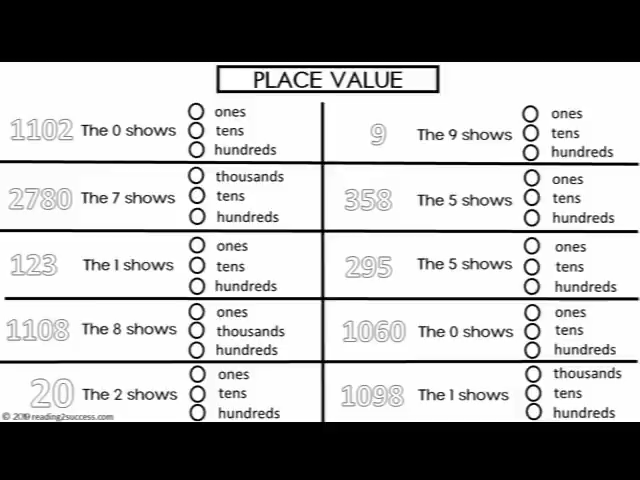 PLACE VALUE
1102 The 0 shows
ones
tens
hundreds
9 The 9 shows
ones
tens
hundreds
2780 The 7 shows
thousands
tens
hundreds
358 The 5 shows
ones
tens
hundreds
123 The 1 shows
ones
tens
hundreds
295 The 5 shows
ones
tens
hundreds
1108 The 8 shows
ones
thousands
hundreds
1060 The 0 shows
ones
tens
hundreds
20 The 2 shows
ones
tens
hundreds
1098 The 1 shows
thousands
tens
hundreds
© 2019 reading2success.com